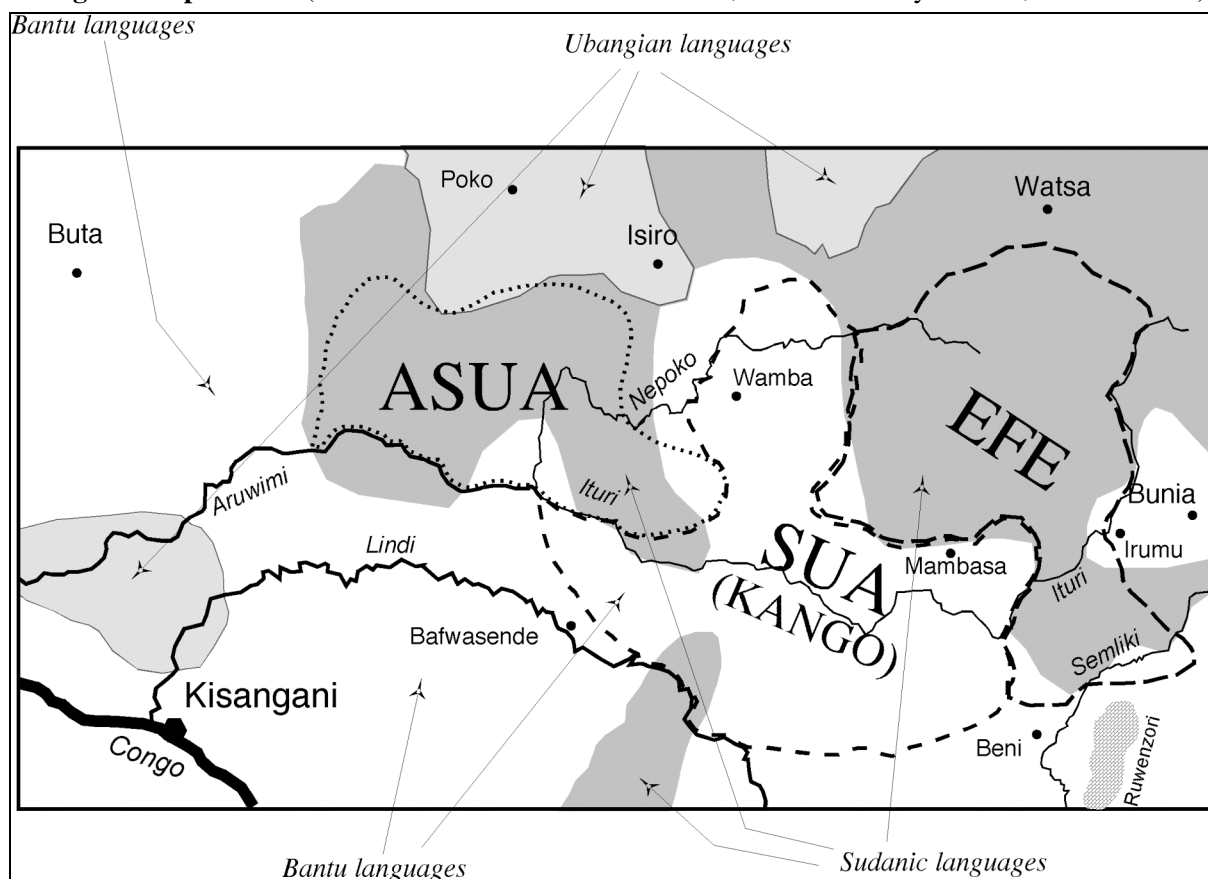 Bantu languages
Ubangian languages
Poko
Watsa
Buta
Isiro
ASUA
Nepoko
Wamba
EFE
Aruwimi
Ituri
Bunia
Lindi
SUA
(KANGO)
Mambasa
Irumu
Ituri
Bafwasende
Semliki
Kisangani
Congo
Beni
Ruwenzori
Bantu languages
Sudanic languages